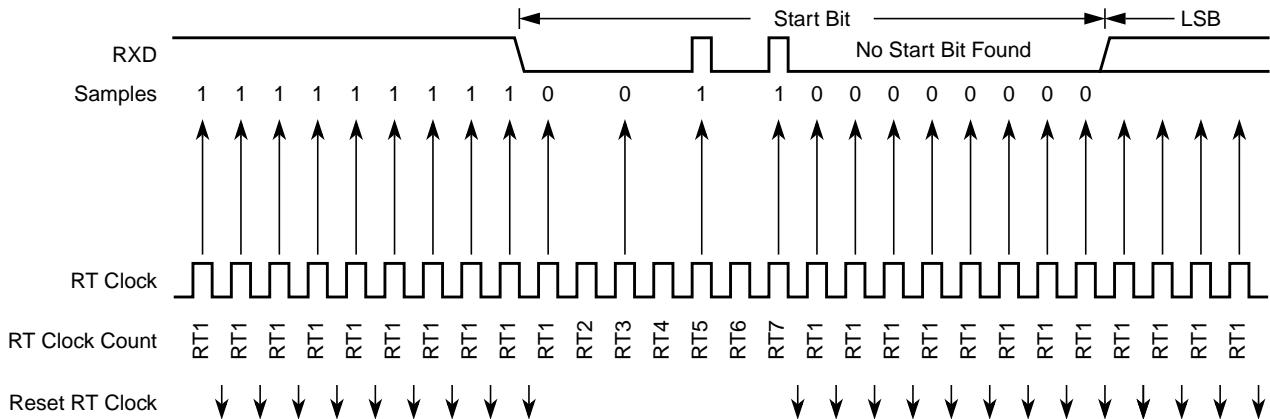 Start Bit LSB
RXD No Start Bit Found
Samples 1 1 1 1 1 1 1 1 1 0 0 1 1 0 0 0 0 0 0 0 0
RT Clock
RT Clock Count RT1 RT1 RT1 RT1 RT1 RT1 RT1 RT1 RT1 RT1 RT2 RT3 RT4 RT5 RT6 RT7 RT1 RT1 RT1 RT1 RT1 RT1 RT1 RT1 RT1 RT1 RT1 RT1
Reset RT Clock